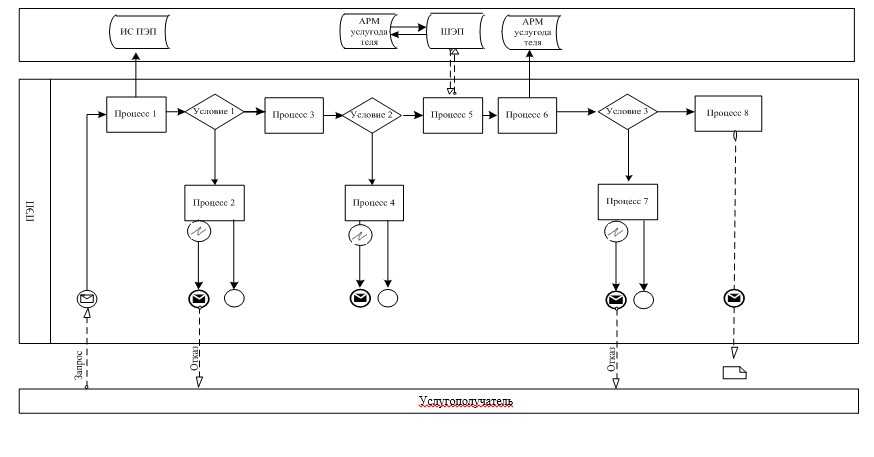 ИС ПЭП
АРМ
услугода
теля
ШЭП
АРМ
услугода
теля
Процесс 1
Условие 1
Процесс 3
Условие 2
Процесс 5
Процесс 6
Условие 3
Процесс 8
Процесс 2
Процесс 4
Процесс 7
ПЭП
Запрос
Отказ
Отказ
Услугополучатель